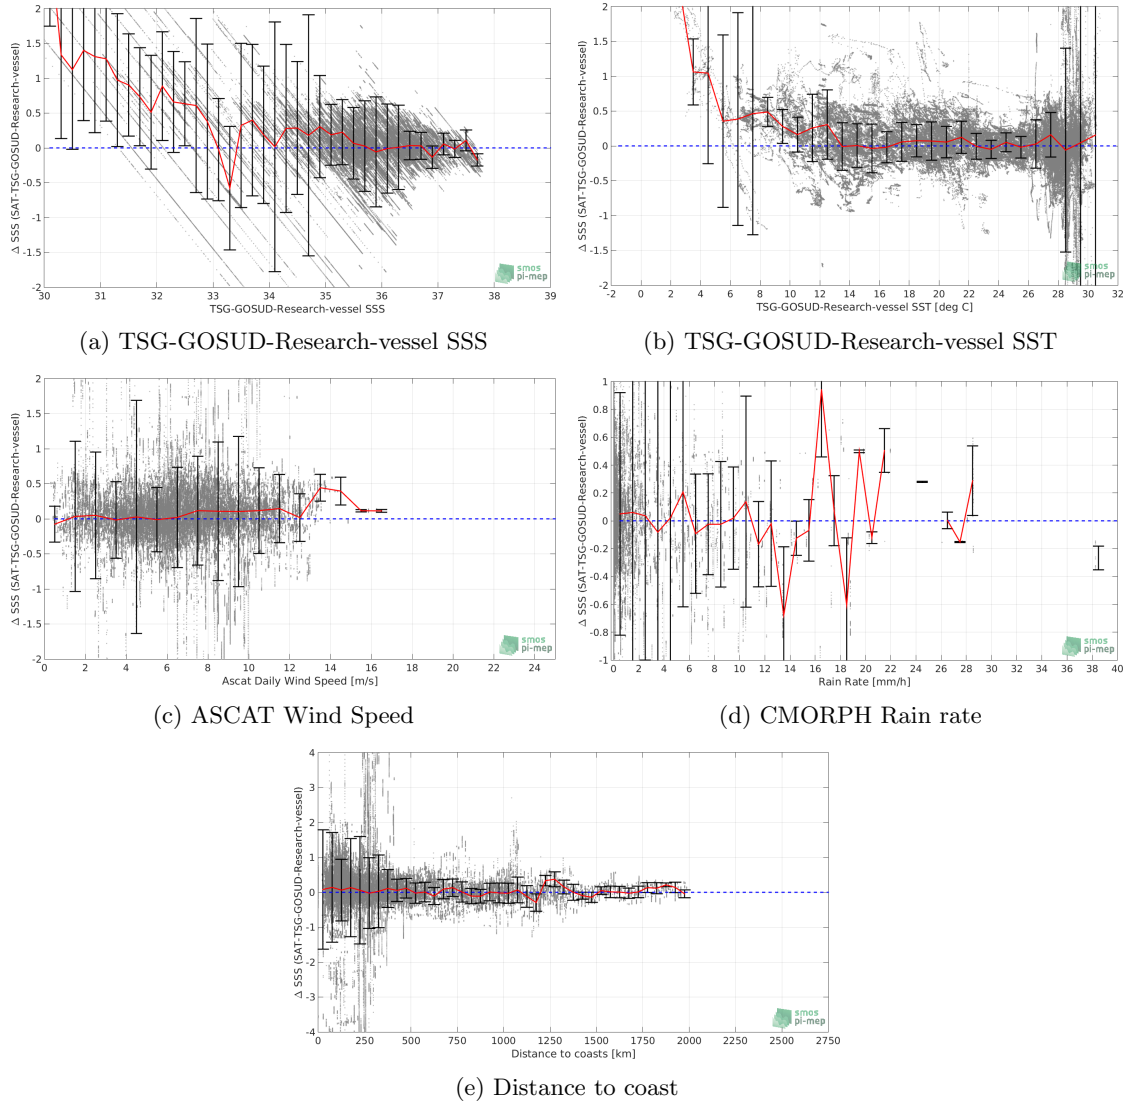 Δ SSS (SAT-TSG-GOSUD-Research-vessel)
2
1.5
1
0.5
0
-0.5
-1
-1.5
-2
30 31 32 33 34 35 36 37 38 39
TSG-GOSUD-Research-vessel SSS
smos
pi-mep
(a) TSG-GOSUD-Research-vessel SSS
Δ SSS (SAT-TSG-GOSUD-Research-vessel)
2
1.5
1
0.5
0
-0.5
-1
-1.5
-2
0 2 4 6 8 10 12 14 16 18 20 22 24 26 28 30 32
TSG-GOSUD-Research-vessel SST [deg C]
smos
pi-mep
(b) TSG-GOSUD-Research-vessel SST
Δ SSS (SAT-TSG-GOSUD-Research-vessel)
2
1.5
1
0.5
0
-0.5
-1
-1.5
-2
0 2 4 6 8 10 12 14 16 18 20 22 24
Ascat Daily Wind Speed [m/s]
smos
pi-mep
(c) ASCAT Wind Speed
Δ SSS (SAT-TSG-GOSUD-Research-vessel)
1
0.8
0.6
0.4
0.2
0
-0.2
-0.4
-0.6
-0.8
-1
0 2 4 6 8 10 12 14 16 18 20 22 24 26 28 30 32 34 36 38 40
Rain Rate [mm/h]
smos
pi-mep
(d) CMORPH Rain rate
Δ SSS (SAT-TSG-GOSUD-Research-vessel)
4
3
2
1
0
-1
-2
-3
-4
0 250 500 750 1000 1250 1500 1750 2000 2250 2500 2750
Distance to coasts [km]
smos
pi-mep
(e) Distance to coast